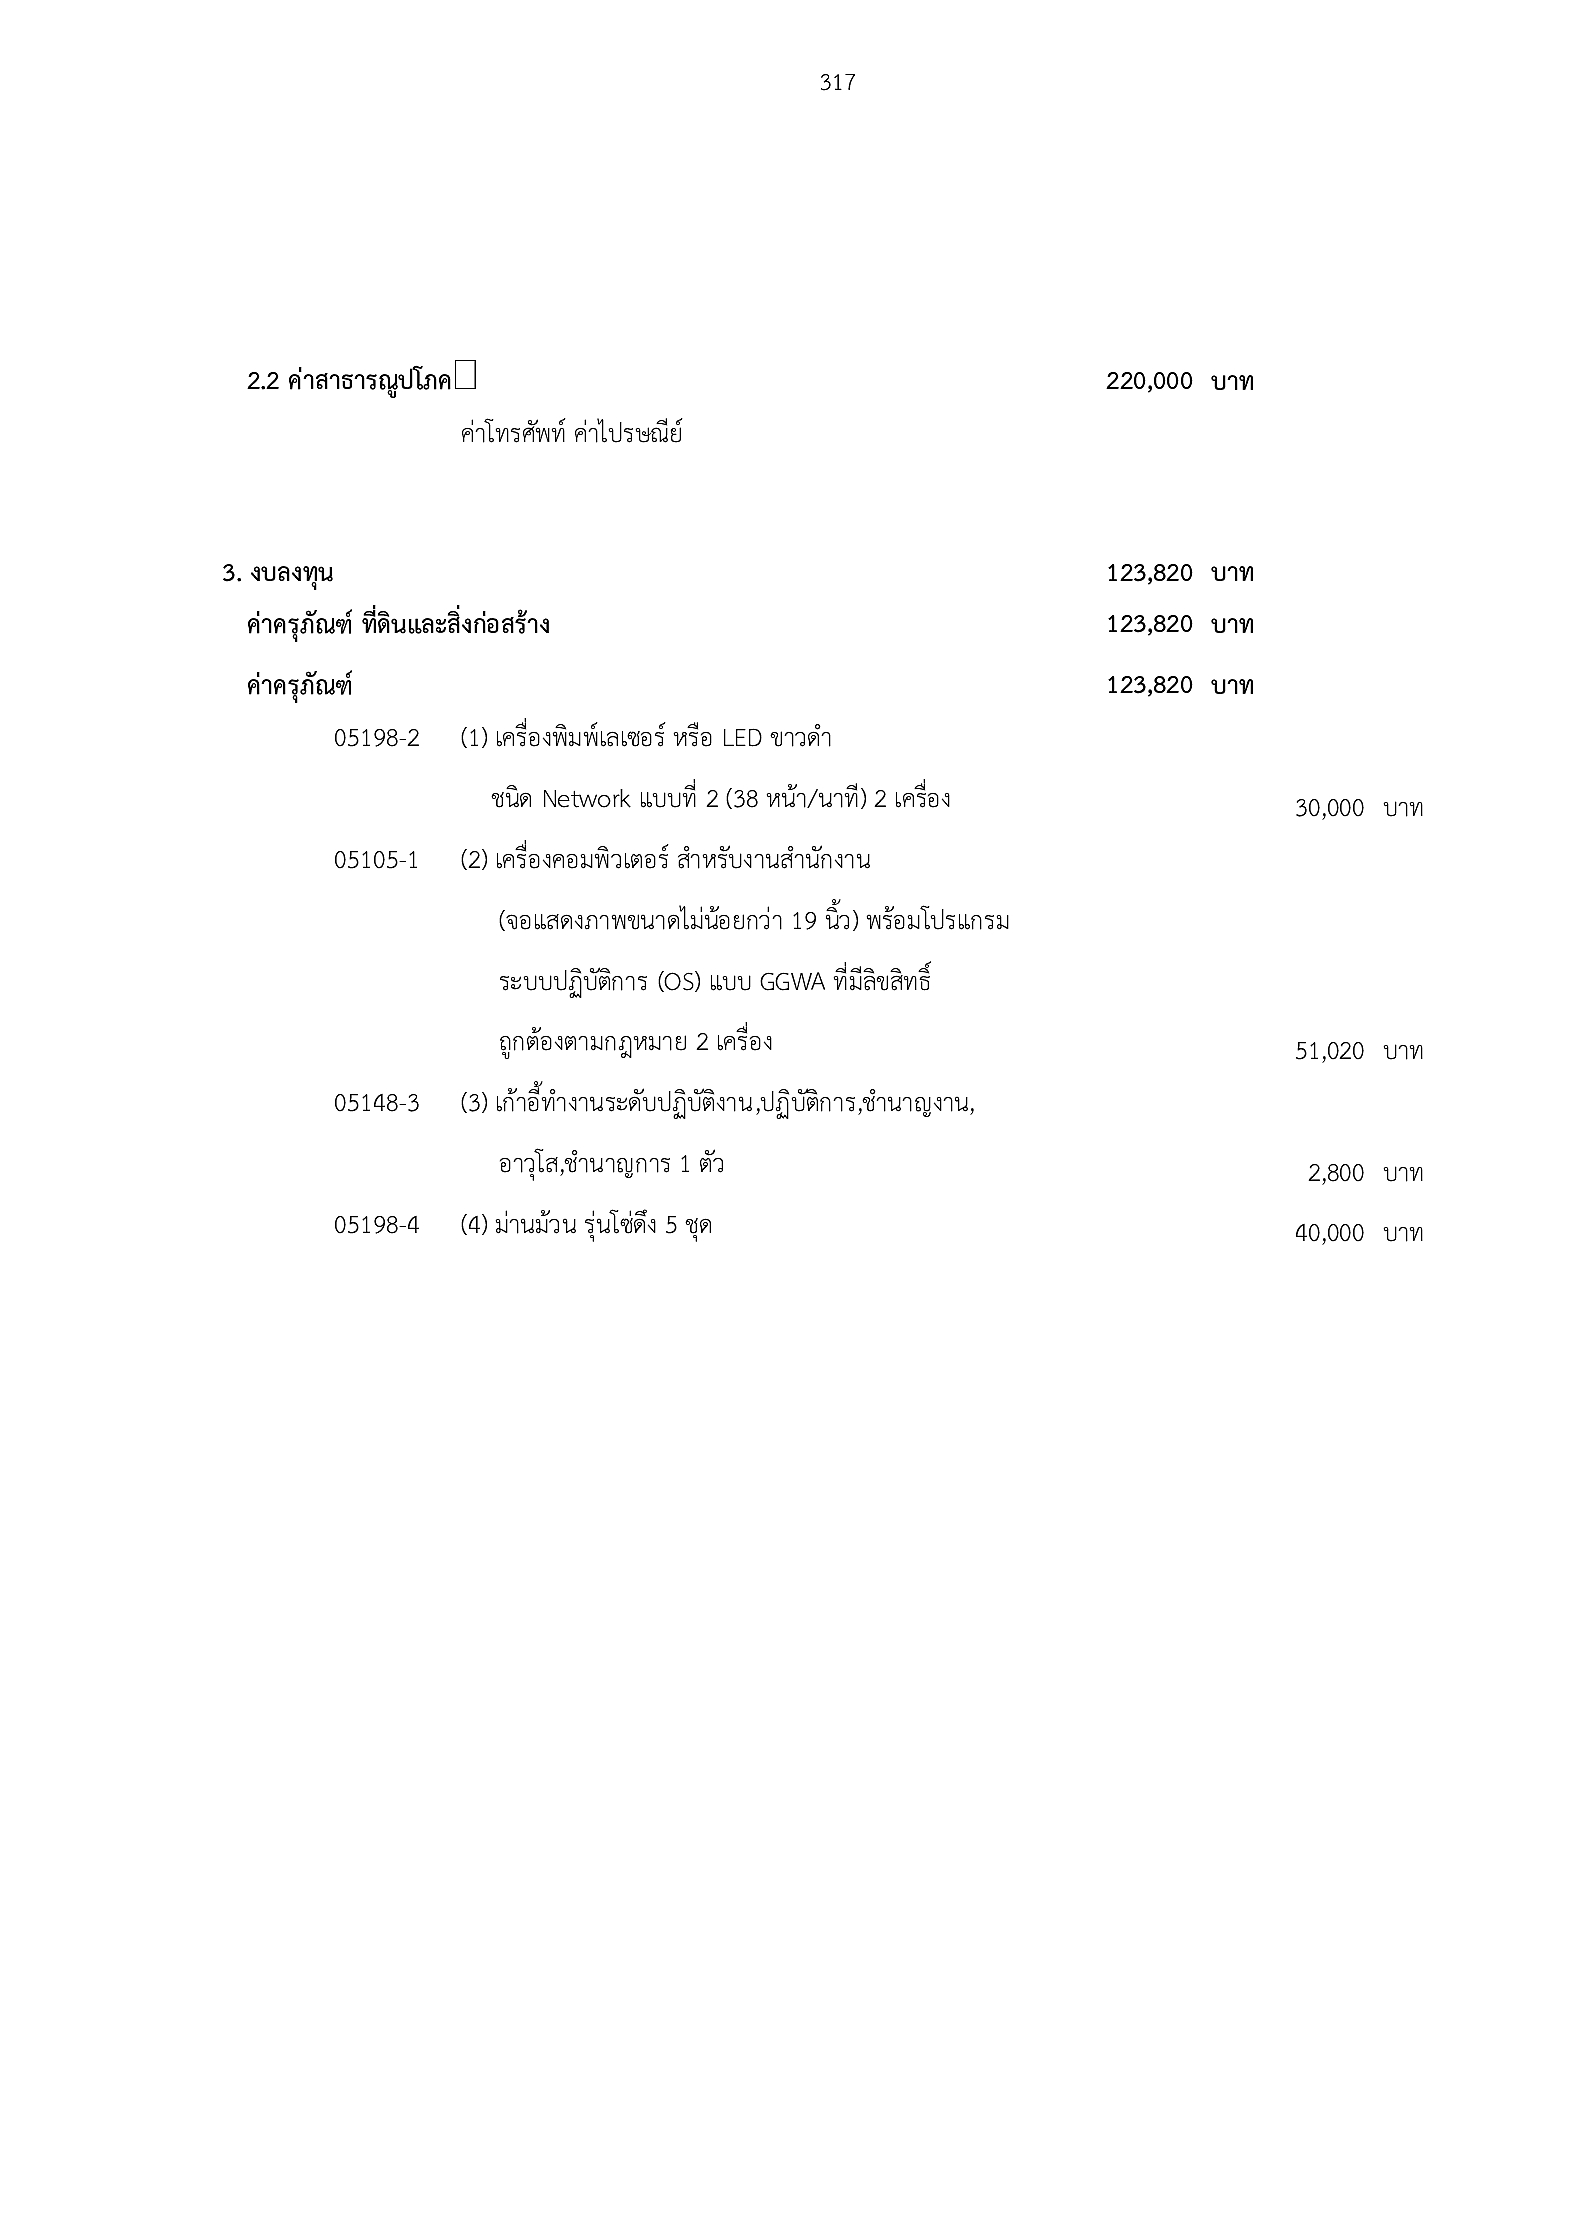 317
2.2 ค่าสาธารณูปโภค 220,000 บาท
ค่าโทรศัพท์ ค่าไปรษณีย์
3. งบลงทุน 123,820 บาท
ค่าครุภัณฑ์ ที่ดินและสิ่งก่อสร้าง 123,820 บาท
ค่าครุภัณฑ์ 123,820 บาท
05198-2 (1) เครื่องพิมพ์เลเซอร์ หรือ LED ขาวดำ
ชนิด Network แบบที่ 2 (38 หน้า/นาที) 2 เครื่อง 30,000 บาท
05105-1 (2) เครื่องคอมพิวเตอร์ สำหรับงานสำนักงาน
(จอแสดงภาพขนาดไม่น้อยกว่า 19 นิ้ว) พร้อมโปรแกรม
ระบบปฏิบัติการ (OS) แบบ GGWA ที่มีลิขสิทธิ์
ถูกต้องตามกฎหมาย 2 เครื่อง 51,020 บาท
05148-3 (3) เก้าอี้ทำงานระดับปฏิบัติงาน,ปฏิบัติการ,ชำนาญงาน,
อาวุโส,ชำนาญการ 1 ตัว 2,800 บาท
05198-4 (4) ม่านม้วน รุ่นโซ่ดึง 5 ชุด 40,000 บาท